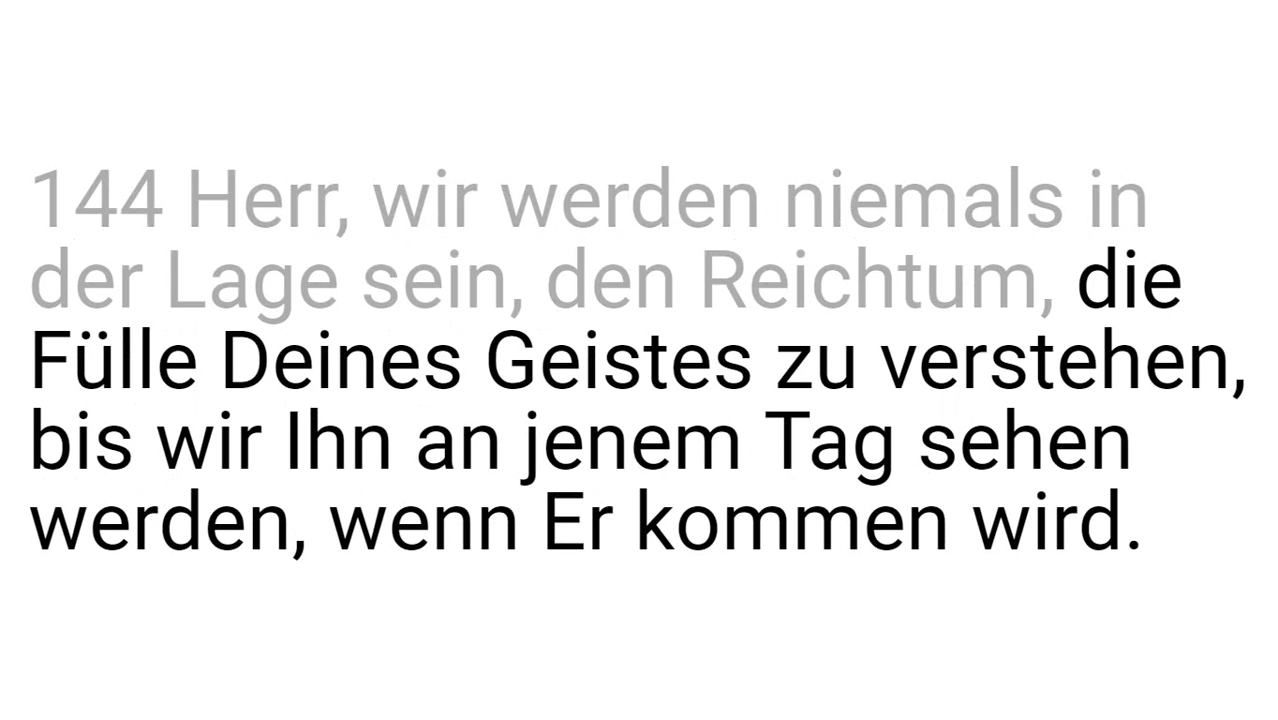 144 Herr, wir werden niemals in
der Lage sein, den Reichtum, die
Fülle Deines Geistes zu verstehen,
bis wir Ihn an jenem Tag sehen
werden, wenn Er kommen wird.